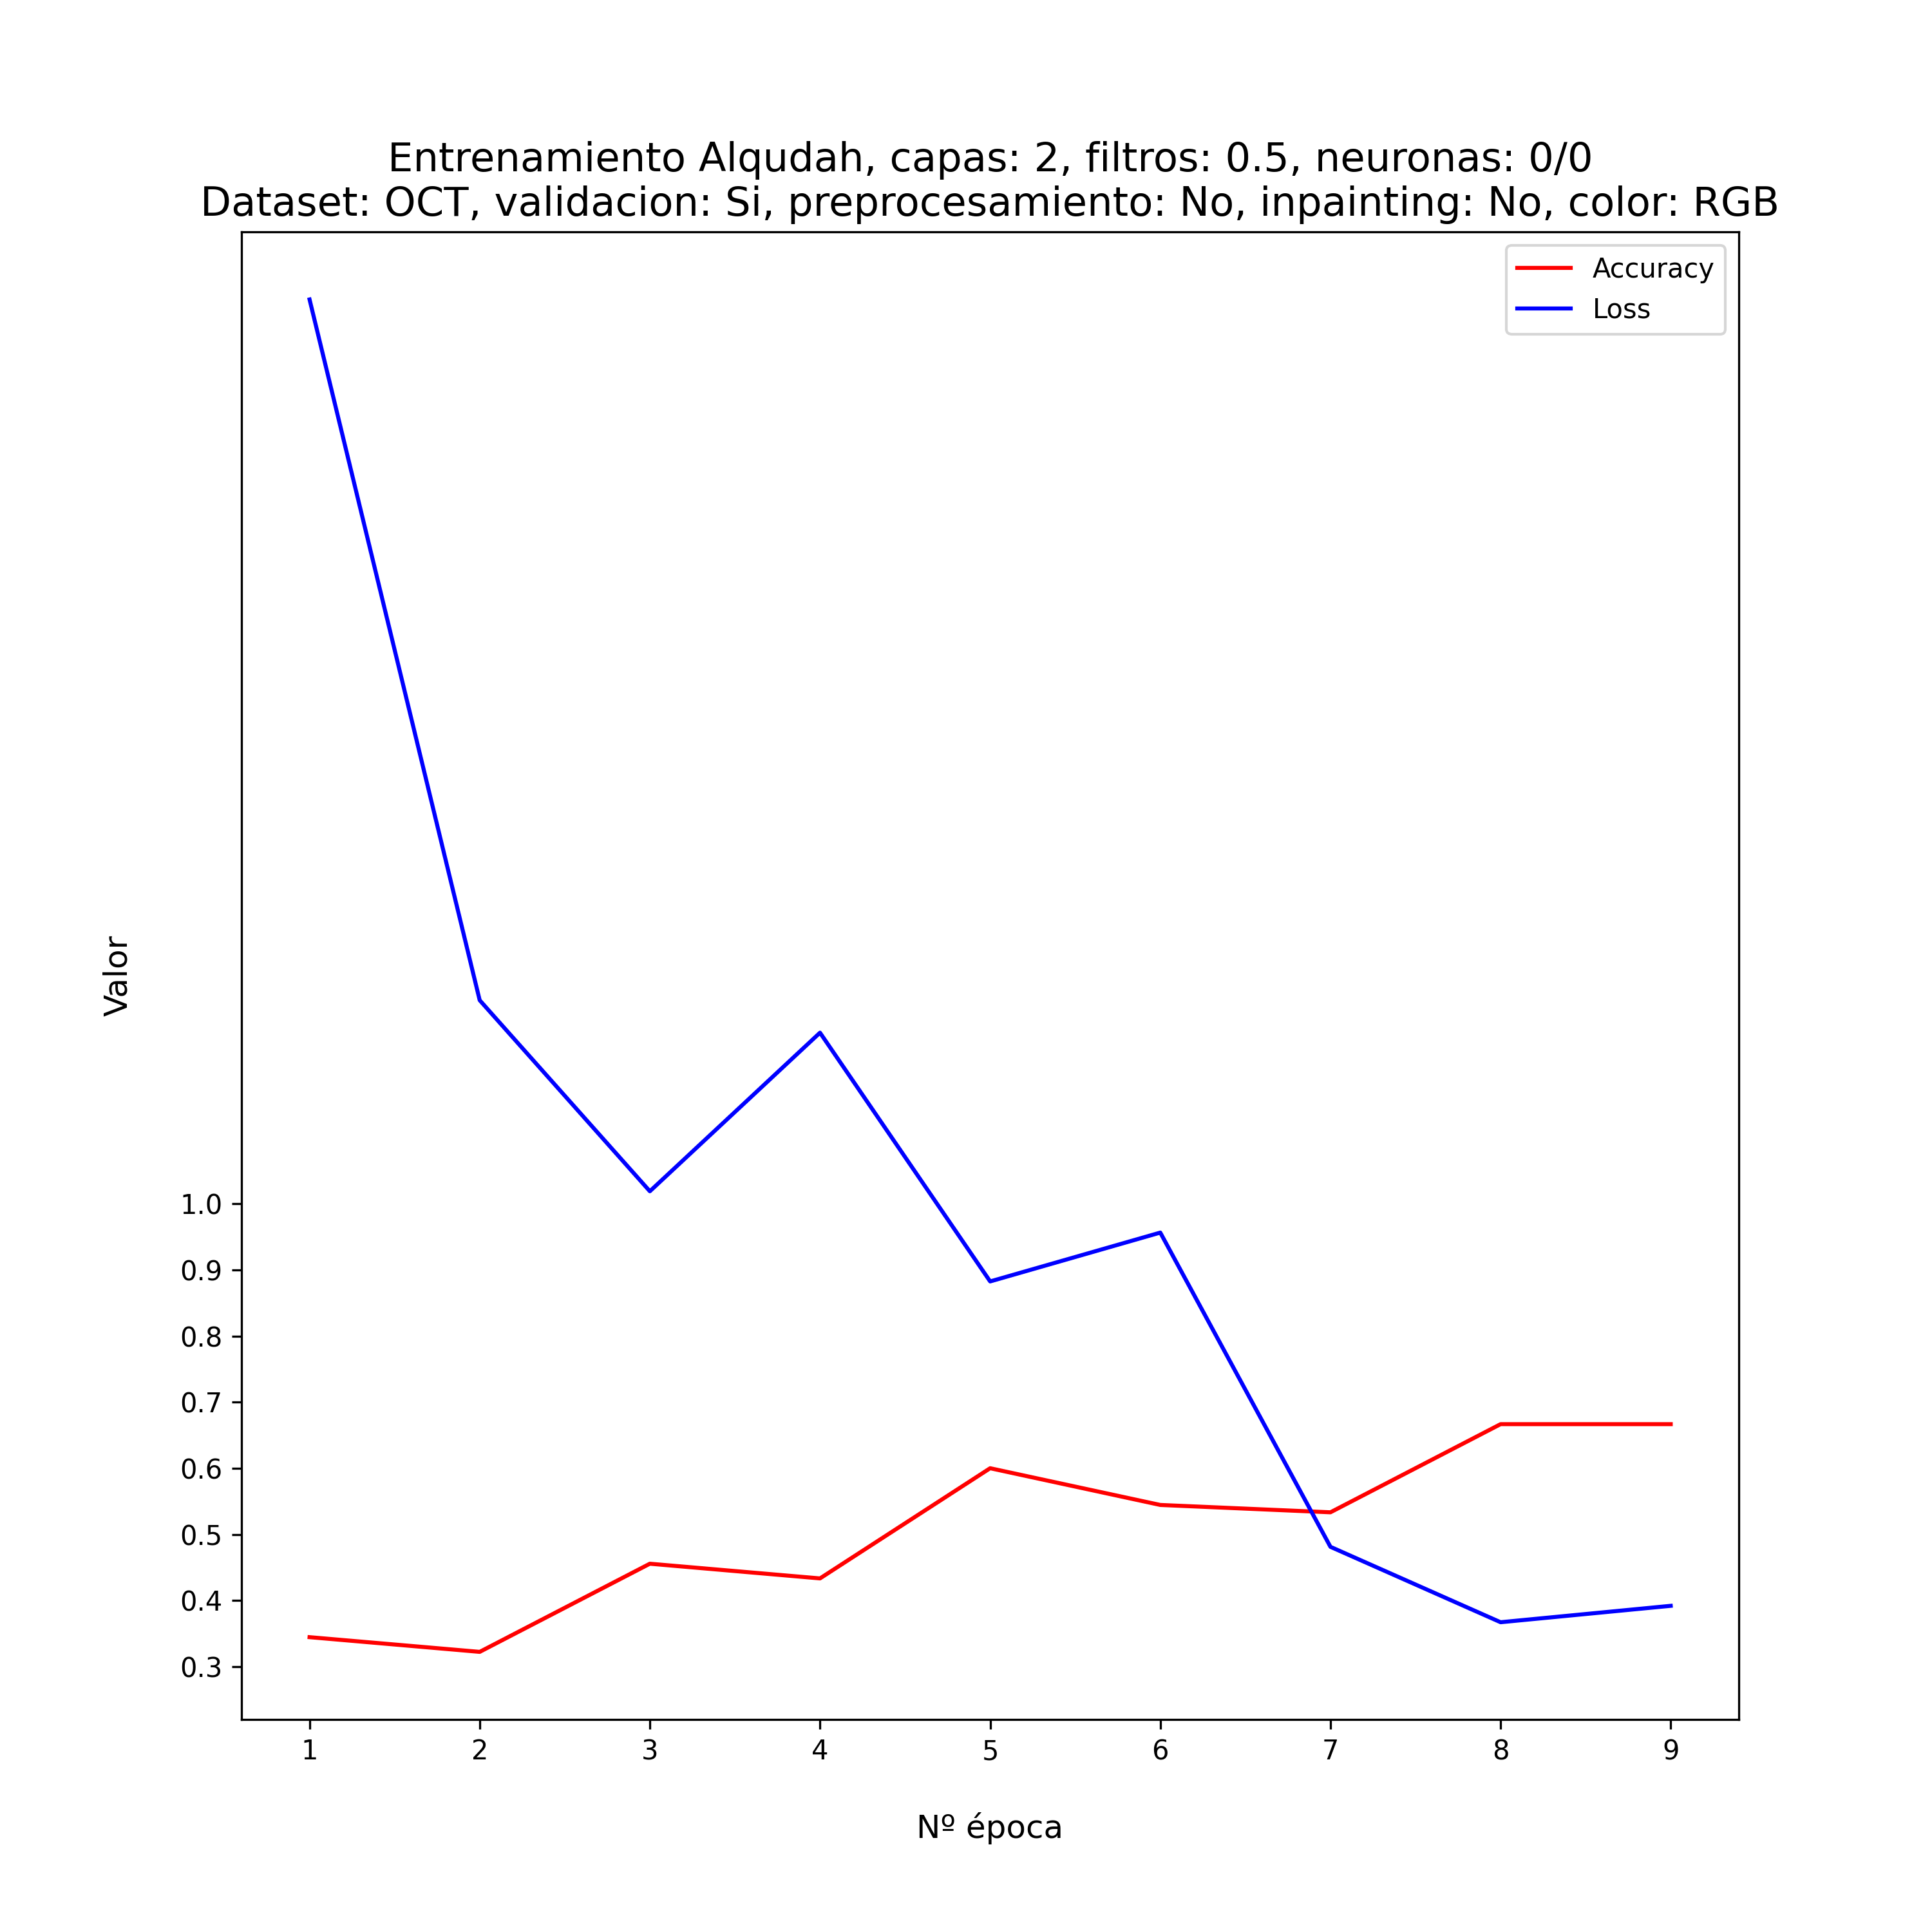 Entrenamiento Alqudah, capas: 2, filtros: 0.5, neuronas: 0/0
Dataset: OCT, validacion: Si, preprocesamiento: No, inpainting: No, color: RGB
Accuracy
Loss
Valor
1.0
0.9
0.8
0.7
0.6
0.5
0.4
0.3
1 2 3 4 5 6 7 8 9
Nº época